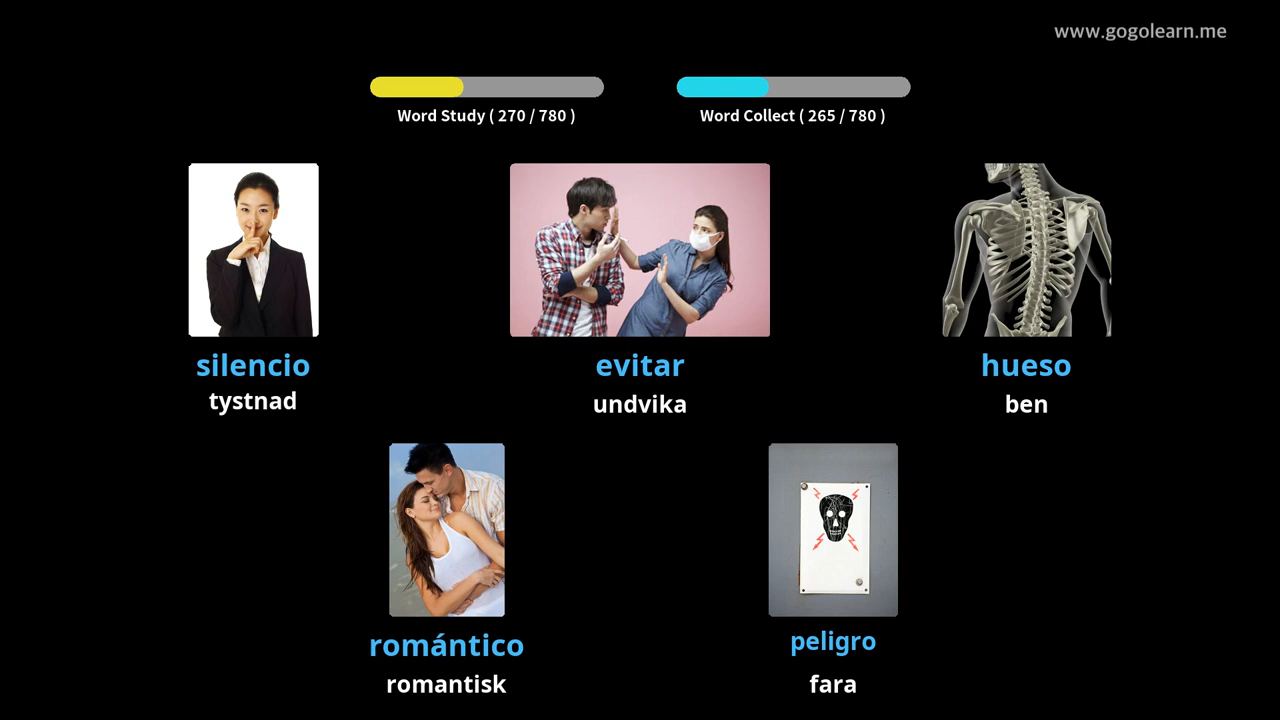 www.gogolearn.me
Word Study ( 270 / 780 )
Word Collect ( 265 / 780 )
silencio
tystnad
evitar
undvika
hueso
ben
romántico
romantisk
peligro
fara